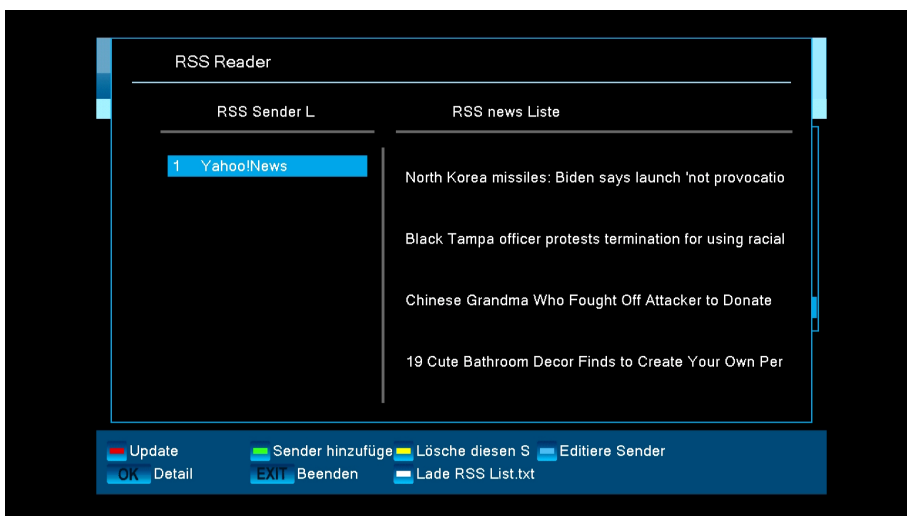 RSS Reader
RSS Sender L
RSS news Liste
1 Yahoo!News
North Korea missiles: Biden says launch 'not provocatio
Black Tampa officer protests termination for using racial
Chinese Grandma Who Fought Off Attacker to Donate
19 Cute Bathroom Decor Finds to Create Your Own Per
Update Sender hinzufüge Lösche diesen S Editiere Sender
OK Detail EXIT Beenden Lade RSS List.txt